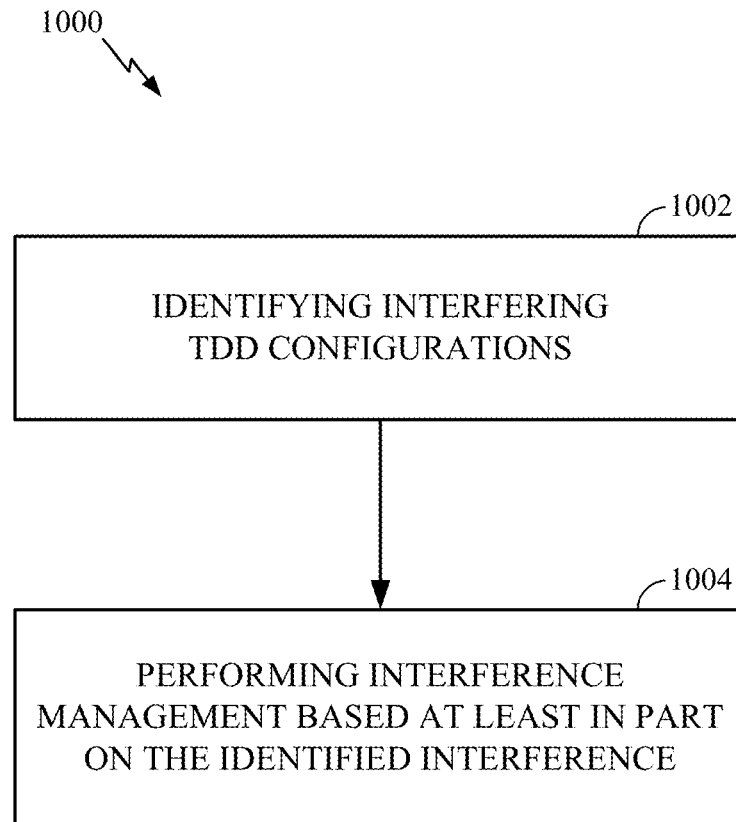 1000
1002
IDENTIFYING INTERFERING
TDD CONFIGURATIONS
1004
PERFORMING INTERFERENCE
MANAGEMENT BASED AT LEAST IN PART
ON THE IDENTIFIED INTERFERENCE